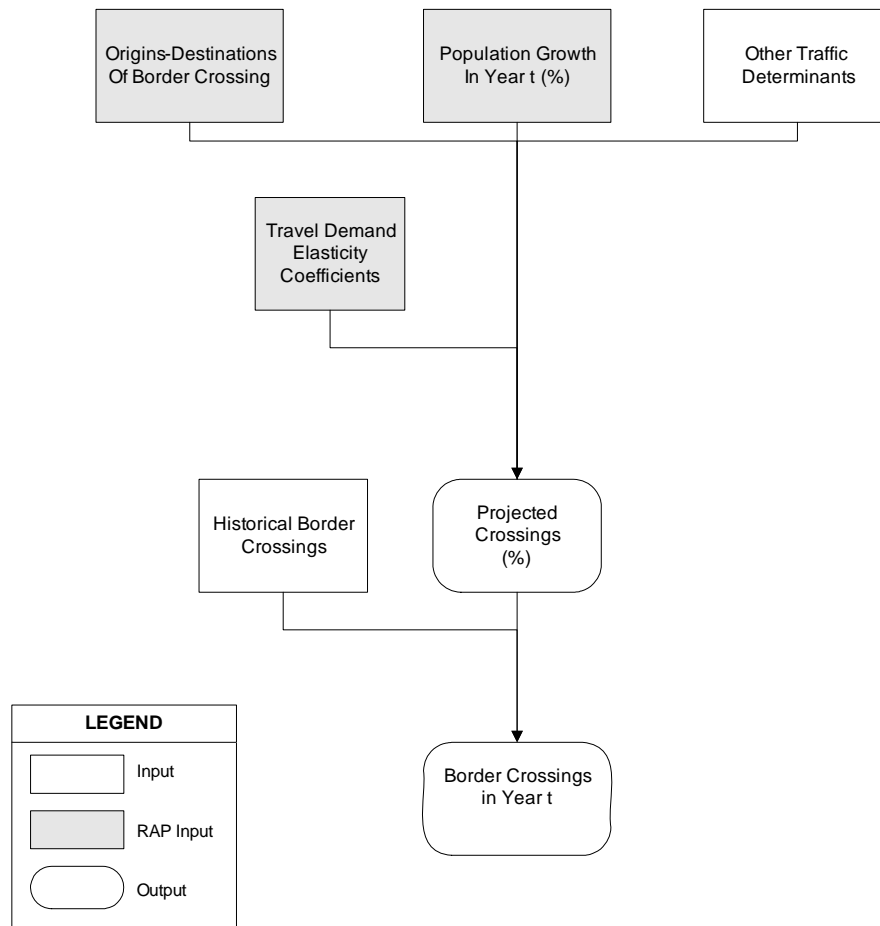 Origins-Destinations
Of Border Crossing
Population Growth
In Year t (%)
Other Traffic
Determinants
Travel Demand
Elasticity
Coefficients
Historical Border
Crossings
Projected
Crossings
(%)
LEGEND
Input
RAP Input
Output
Border Crossings
in Year t